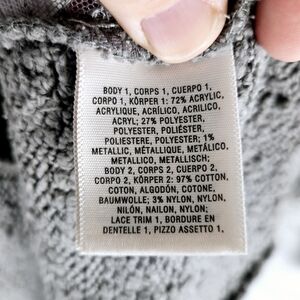 BODY 1, CORPS 1, CUERPO 1,
CORPO 1, KÖRPER 1: 72% ACRYLIC,
ACRYLIQUE, ACRÍLICO, ACRILICO,
ACRYL; 27% POLYESTER,
POLYESTER, POLIÉSTER,
POLIESTERE, POLYESTER; 1%
METALLIC, MÉTALLIQUE, METÁLICO,
METALLICO, METALLISCH;
BODY 2, CORPS 2, CUERPO 2,
CORPO 2, KÖRPER 2: 97% COTTON,
COTON, ALGODÓN, COTONE,
BAUMWOLLE; 3% NYLON, NYLON,
NILÓN, NAILON, NYLON;
LACE TRIM 1, BORDURE EN
DENTELLE 1, PIZZO ASSETTO 1,